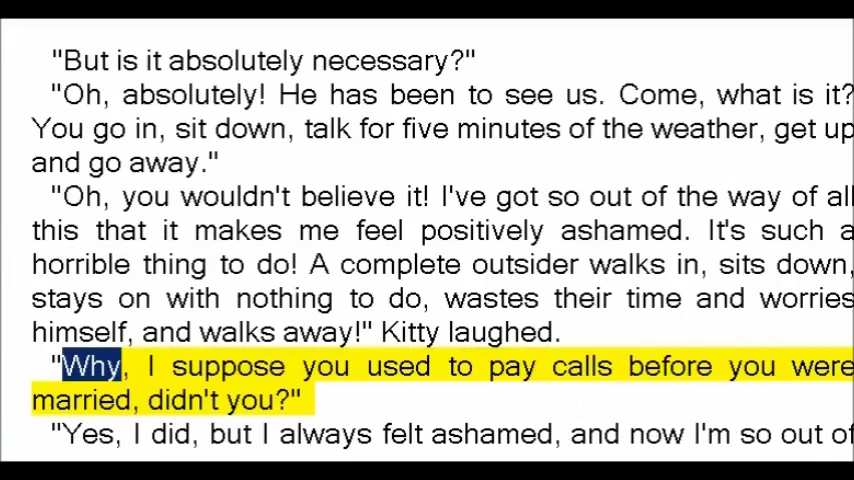 "But is it absolutely necessary?"
"Oh, absolutely! He has been to see us. Come, what is it?
You go in, sit down, talk for five minutes of the weather, get up
and go away."
"Oh, you wouldn't believe it! I've got so out of the way of all
this that it makes me feel positively ashamed. It's such a
horrible thing to do! A complete outsider walks in, sits down,
stays on with nothing to do, wastes their time and worries
himself, and walks away!" Kitty laughed.
"Why, I suppose you used to pay calls before you were
married, didn't you?"
"Yes, I did, but I always felt ashamed, and now I'm so out of